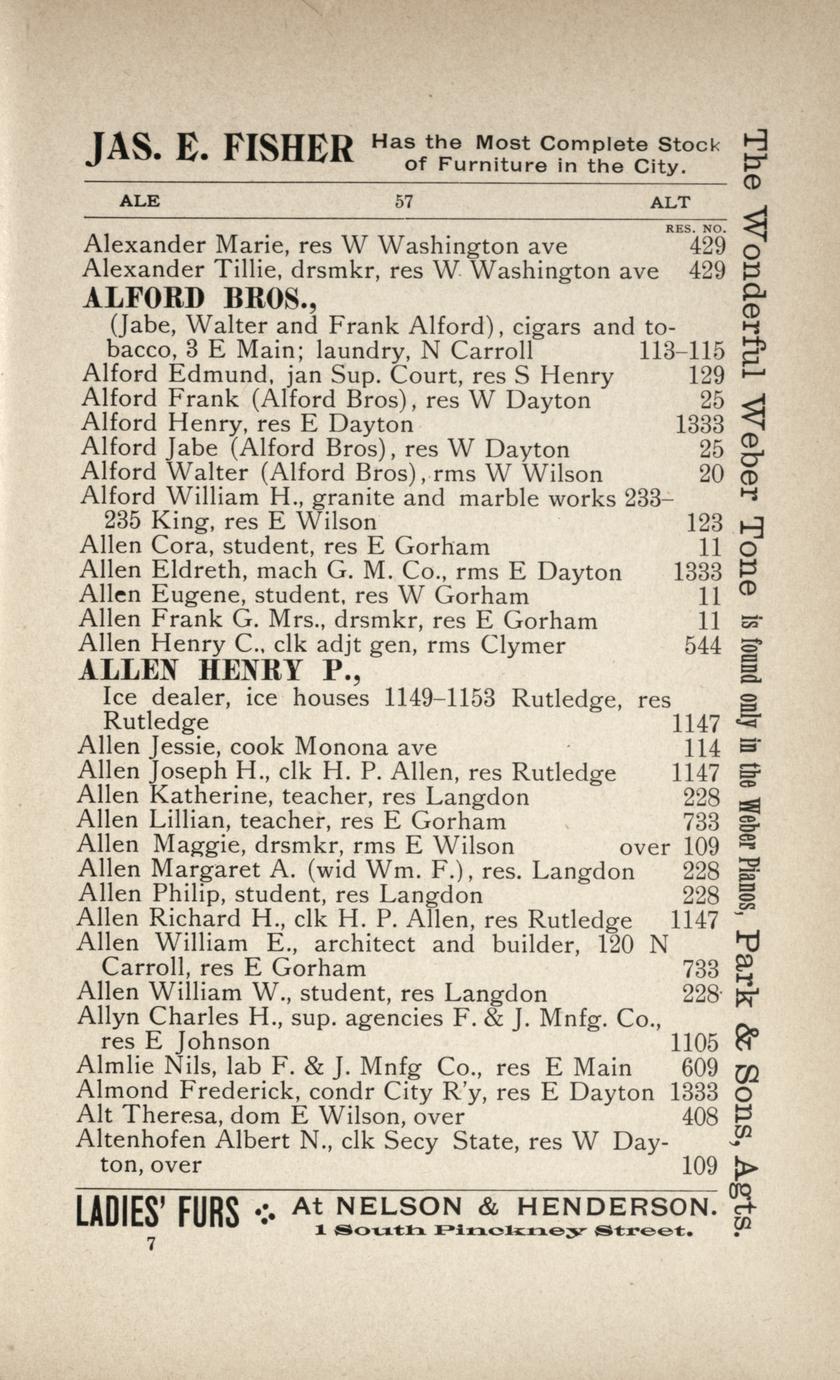 JAS. E. FISHER Has the Most Complete Stock
of Furniture in the City.
ALE 57 ALT
RES. NO.
Alexander Marie, res W Washington ave 429
Alexander Tillie, drsmkr, res W Washington ave 429
ALFORD BROS.,
(Jabe, Walter and Frank Alford), cigars and to-
bacco, 3 E Main; laundry, N Carroll 113–115
Alford Edmund, jan Sup. Court, res S Henry 129
Alford Frank (Alford Bros), res W Dayton 25
Alford Henry, res E Dayton 1333
Alford Jabe (Alford Bros), res W Dayton 25
Alford Walter (Alford Bros), rms W Wilson 20
Alford William H., granite and marble works 233–
235 King, res E Wilson 123
Allen Cora, student, res E Gorham 11
Allen Eldreth, mach G. M. Co., rms E Dayton 1333
Allen Eugene, student, res W Gorham 11
Allen Frank G. Mrs., drsmkr, res E Gorham 11
Allen Henry C., clk adjt gen, rms Clymer 544
ALLEN HENRY P.,
Ice dealer, ice houses 1149–1153 Rutledge, res
Rutledge 1147
Allen Jessie, cook Monona ave 114
Allen Joseph H., clk H. P. Allen, res Rutledge 1147
Allen Katherine, teacher, res Langdon 228
Allen Lillian, teacher, res E Gorham 733
Allen Maggie, drsmkr, rms E Wilson over 109
Allen Margaret A. (wid Wm. F.), res. Langdon 228
Allen Philip, student, res Langdon 228
Allen Richard H., clk H. P. Allen, res Rutledge 1147
Allen William E., architect and builder, 120 N
Carroll, res E Gorham 733
Allen William W., student, res Langdon 228
Allyn Charles H., sup. agencies F. & J. Mnfg. Co.,
res E Johnson 1105
Almlie Nils, lab F. & J. Mnfg Co., res E Main 609
Almond Frederick, condr City R'y, res E Dayton 1333
Alt Theresa, dom E Wilson, over 408
Altenhofen Albert N., clk Secy State, res W Day-
ton, over 109
LADIES' FURS At NELSON & HENDERSON.
1 South Pinckney Street.
7
The Wonderful Weber Tone is found only in the Weber Pianos, Park & Sons, Agts.